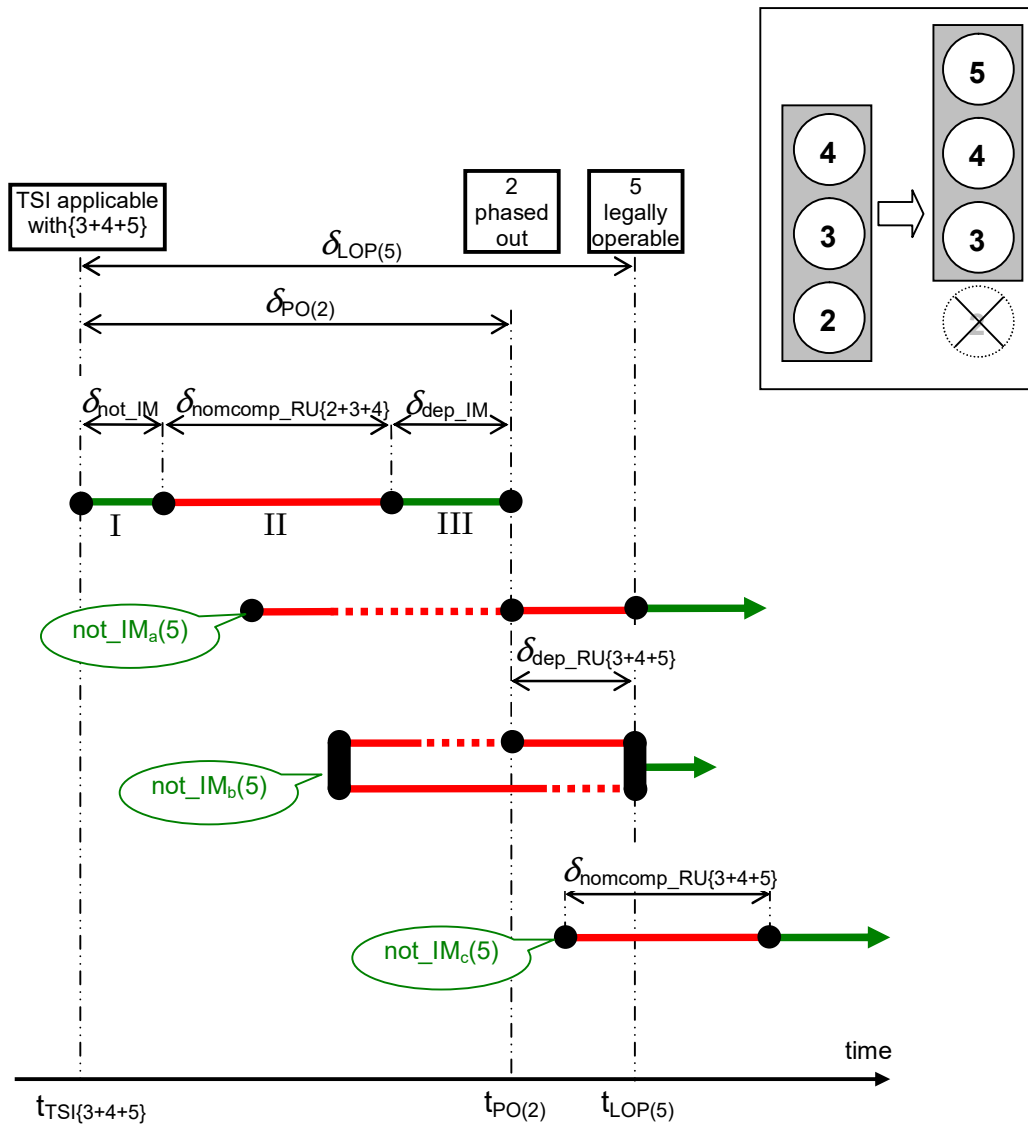 5
4
4
3
3
2
2
TSI applicable
with{3+4+5}
2
phased
out
5
legally
operable
δLOP(5)
δPO(2)
δnot_IM
δnomcomp_RU{2+3+4}
δdep_IM
I
II
III
not_IMa(5)
δdep_RU{3+4+5}
not_IMb(5)
δnomcomp_RU{3+4+5}
not_IMc(5)
time
tTSI{3+4+5}
tPO(2)
tLOP(5)